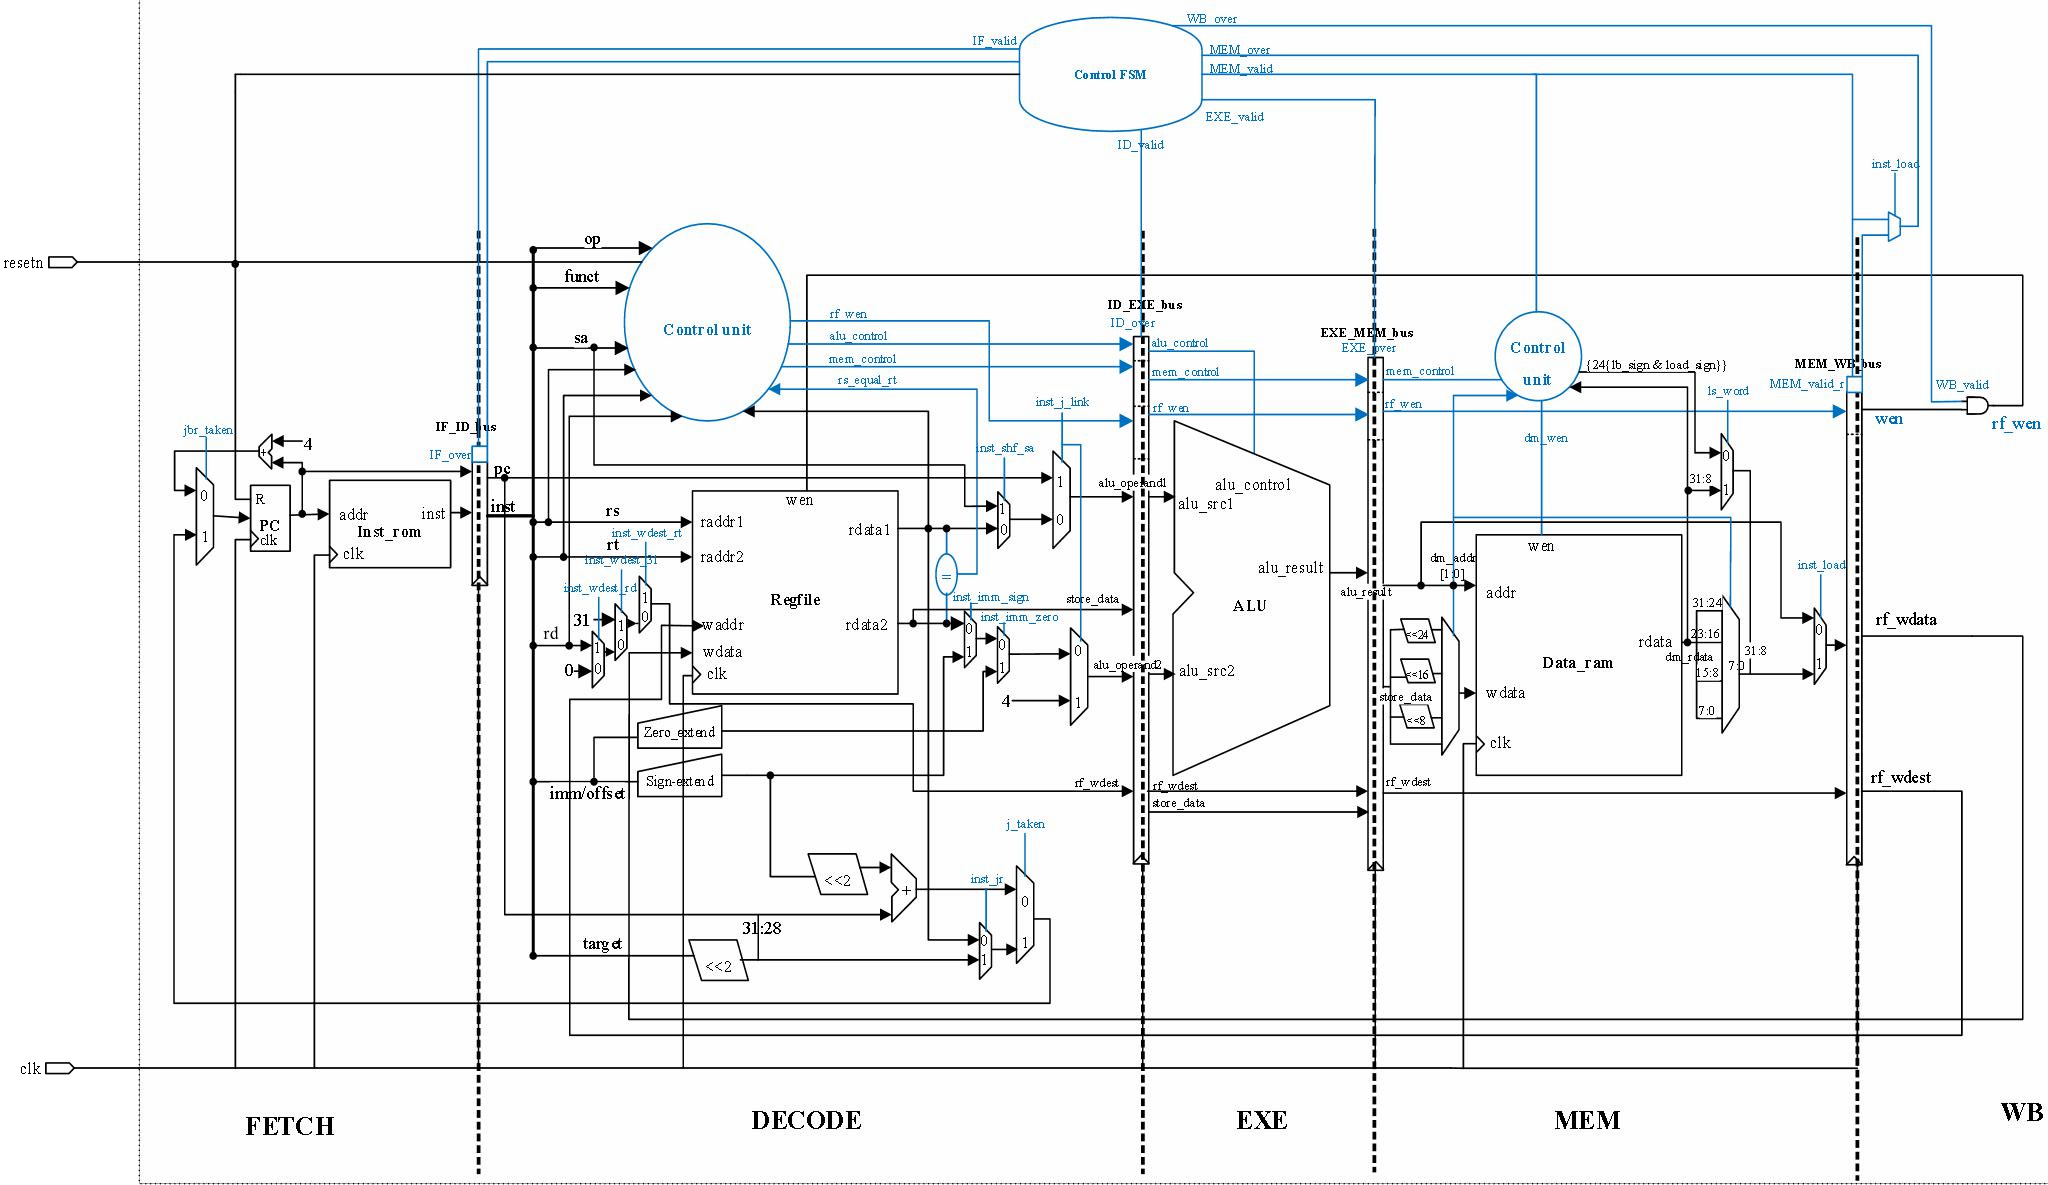 WB_over
IF_valid
MEM_over
Control FSM
MEM_valid
EXE_valid
ID_valid
inst_load
op
resetn
funct
ID_EXE_bus
rf_wen
ID_over
Control unit
sa
alu_control
alu_control
EXE_MEM_bus
EXE_over
Control
unit
mem_control
mem_control
mem_control
{24{lb_sign & load_sign}}
MEM_WB_bus
rs_equal_rt
MEM_valid_r
WB_valid
ls_word
inst_j_link
rf_wen
rf_wen
wen
rf_wen
jbr_taken
IF_ID_bus
4
+
IF_over
dm_wen
inst_shf_sa
0
pc
1
alu_operand1
alu_control
31:8
1
0
R
PC
clk
addr
inst
Inst_rom
clk
inst
wen
1
0
0
alu_src1
1
rs
raddr1
rdata1
inst_wdest_rt
rt
raddr2
wen
inst_wdest_31
dm_addr
[1:0]
alu_result
inst_load
inst_wdest_rd
=
alu_result
addr
1
0
Regfile
inst_imm_sign
store_data
ALU
31:24
31
1
0
waddr
rdata2
inst_imm_zero
0
1
<<24
23:16
0
1
rf_wdata
rd
1
0
wdata
0
1
0
rdata
dm_rdata
31:8
0
clk
alu_operand2
alu_src2
<<16
Data_ram
7:0
15:8
4
1
store_data
wdata
<<8
7:0
Zero_extend
clk
Sign-extend
imm/offset
rf_wdest
rf_wdest
store_data
rf_wdest
rf_wdest
j_taken
<<2
+
inst_jr
0
1
31:28
target
<<2
0
1
clk
FETCH
DECODE
EXE
MEM
WB